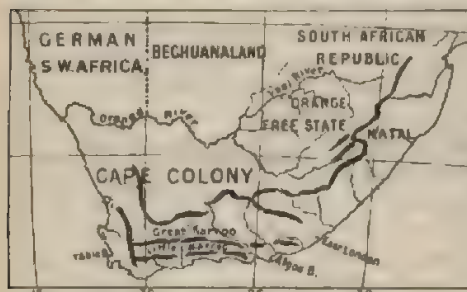 GERMAN
S.W. AFRICA.
BECHUANALAND
SOUTH AFRICAN
REPUBLIC
Vaal River
ORANGE
FREE STATE
Orange River
NATAL
CAPE COLONY
Great Karroo
Little Karroo
Table B.
Algoa B.
East London